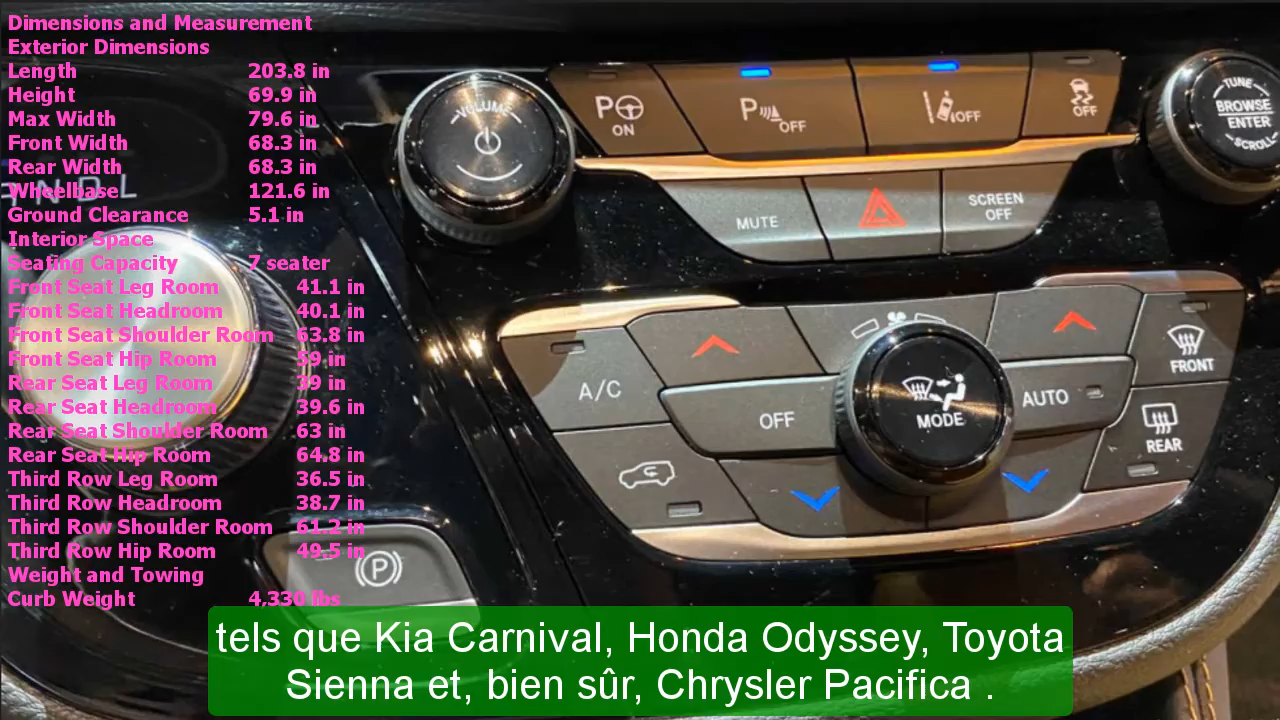 Dimensions and Measurement
Exterior Dimensions
Length 203.8 in
Height 69.9 in
Max Width 79.6 in
Front Width 68.3 in
Rear Width 68.3 in
Wheelbase 121.6 in
Ground Clearance 5.1 in
Interior Space
Seating Capacity 7 seater
Front Seat Leg Room 41.1 in
Front Seat Headroom 40.1 in
Front Seat Shoulder Room 63.8 in
Front Seat Hip Room 59 in
Rear Seat Leg Room 39 in
Rear Seat Headroom 39.6 in
Rear Seat Shoulder Room 63 in
Rear Seat Hip Room 64.8 in
Third Row Leg Room 36.5 in
Third Row Headroom 38.7 in
Third Row Shoulder Room 61.2 in
Third Row Hip Room 49.5 in
Weight and Towing
Curb Weight 4,330 lbs
N D L
VOLUME
P
ON
P OFF
OFF
OFF
TUNE
BROWSE
ENTER
SCROLL
MUTE
SCREEN
OFF
A/C
OFF
MODE
AUTO
FRONT
REAR
P
tels que Kia Carnival, Honda Odyssey, Toyota
Sienna et, bien sûr, Chrysler Pacifica .